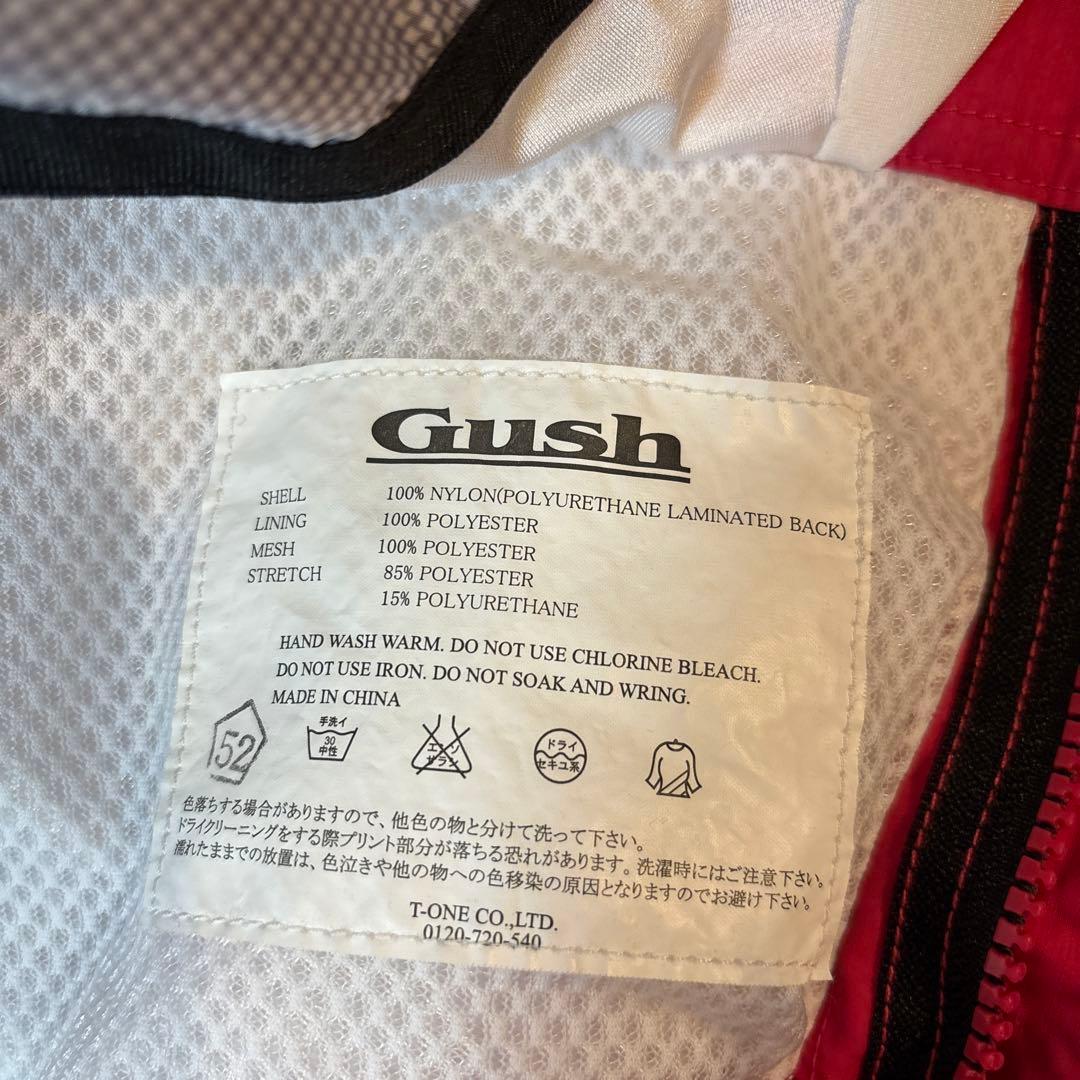 Gush
SHELL 100% NYLON(POLYURETHANE LAMINATED BACK)
LINING 100% POLYESTER
MESH 100% POLYESTER
STRETCH 85% POLYESTER
15% POLYURETHANE
HAND WASH WARM. DO NOT USE CHLORINE BLEACH.
DO NOT USE IRON. DO NOT SOAK AND WRING.
MADE IN CHINA
52
手洗イ
30
中性
エンソ
サラシ
ドライ
セキユ系
色落ちする場合がありますので、他色の物と分けて洗って下さい。
ドライクリーニングをする際プリント部分が落ちる恐れがあります。洗濯時にはご注意下さい。
濡れたままでの放置は、色泣きや他の物への色移染の原因となりますのでお避け下さい。
T-ONE CO.,LTD.
0120-720-540